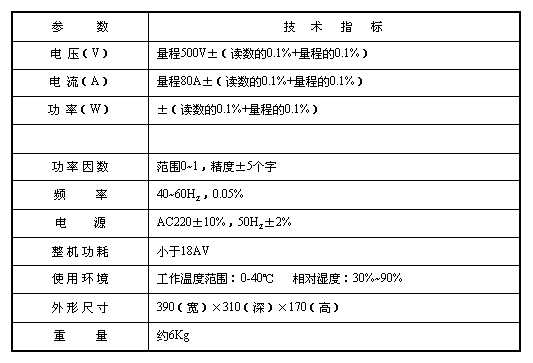 参 数 技 术 指 标
电 压(V) 量程500V±(读数的0.1%+量程的0.1%)
电 流(A) 量程80A±(读数的0.1%+量程的0.1%)
功 率(W) ±(读数的0.1%+量程的0.1%)
功率因数 范围0~1，精度±5个字
频 率 40~60Hz，0.05%
电 源 AC220±10%，50Hz±2%
整机功耗 小于18AV
使用环境 工作温度范围：0-40℃ 相对湿度：30%~90%
外形尺寸 390(宽)×310(深)×170(高)
重 量 约6Kg